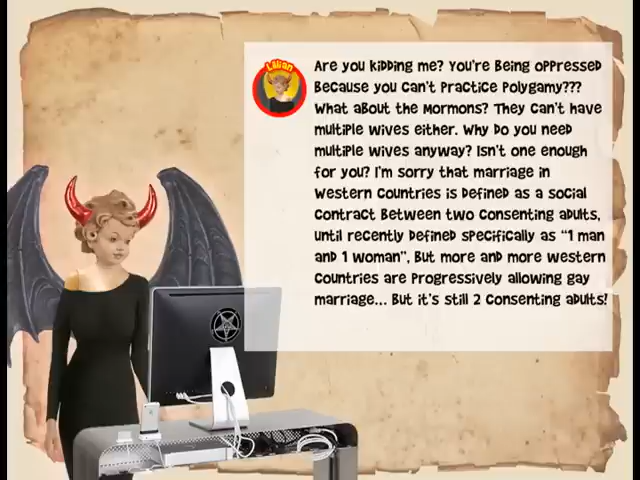 Lilian
Are you kidding me? You're being oppressed
because you can't practice polygamy???
What about the Mormons? They can't have
multiple wives either. Why do you need
multiple wives anyway? Isn't one enough
for you? I'm sorry that marriage in
Western Countries is defined as a social
contract between two consenting adults,
until recently defined specifically as "1 man
and 1 woman", but more and more western
countries are progressively allowing gay
marriage... But it's still 2 consenting adults!